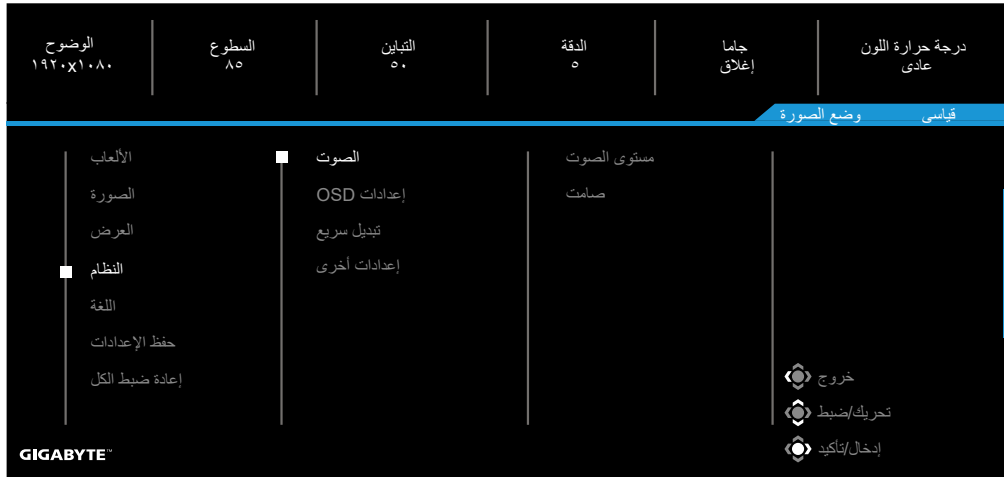 الوضوح
١٩٢٠x١٠٨٠
السطوع
٨٥
التباين
٥٠
الدقة
٥
جاما
إغلاق
درجة حرارة اللون
عادى
وضع الصورة قياسى
الألعاب
الصورة
العرض
النظام
اللغة
حفظ الإعدادات
إعادة ضبط الكل
الصوت
إعدادات OSD
تبديل سريع
إعدادات أخرى
مستوى الصوت
صامت
خروج
تحريك/ضبط
إدخال/تأكيد
GIGABYTE™